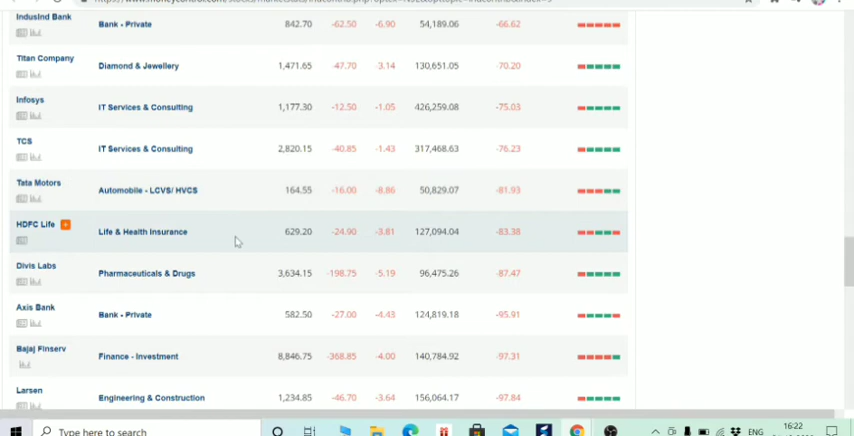 IndusInd Bank Bank - Private 842.70 -62.50 -6.90 54,189.06 -66.62
Titan Company Diamond & Jewellery 1,471.65 -47.70 -3.14 130,651.05 -70.20
Infosys IT Services & Consulting 1,177.30 -12.50 -1.05 426,259.08 -75.03
TCS IT Services & Consulting 2,820.15 -40.85 -1.43 317,468.63 -76.23
Tata Motors Automobile - LCVS/ HVCS 164.55 -16.00 -8.86 50,829.07 -81.93
HDFC Life + Life & Health Insurance 629.20 -24.90 -3.81 127,094.04 -83.38
Divis Labs Pharmaceuticals & Drugs 3,634.15 -198.75 -5.19 96,475.26 -87.47
Axis Bank Bank - Private 582.50 -27.00 -4.43 124,819.18 -95.91
Bajaj Finserv Finance - Investment 8,846.75 -368.85 -4.00 140,784.92 -97.31
Larsen Engineering & Construction 1,234.85 -46.70 -3.64 156,064.17 -97.84
Type here to search ENG 16:22